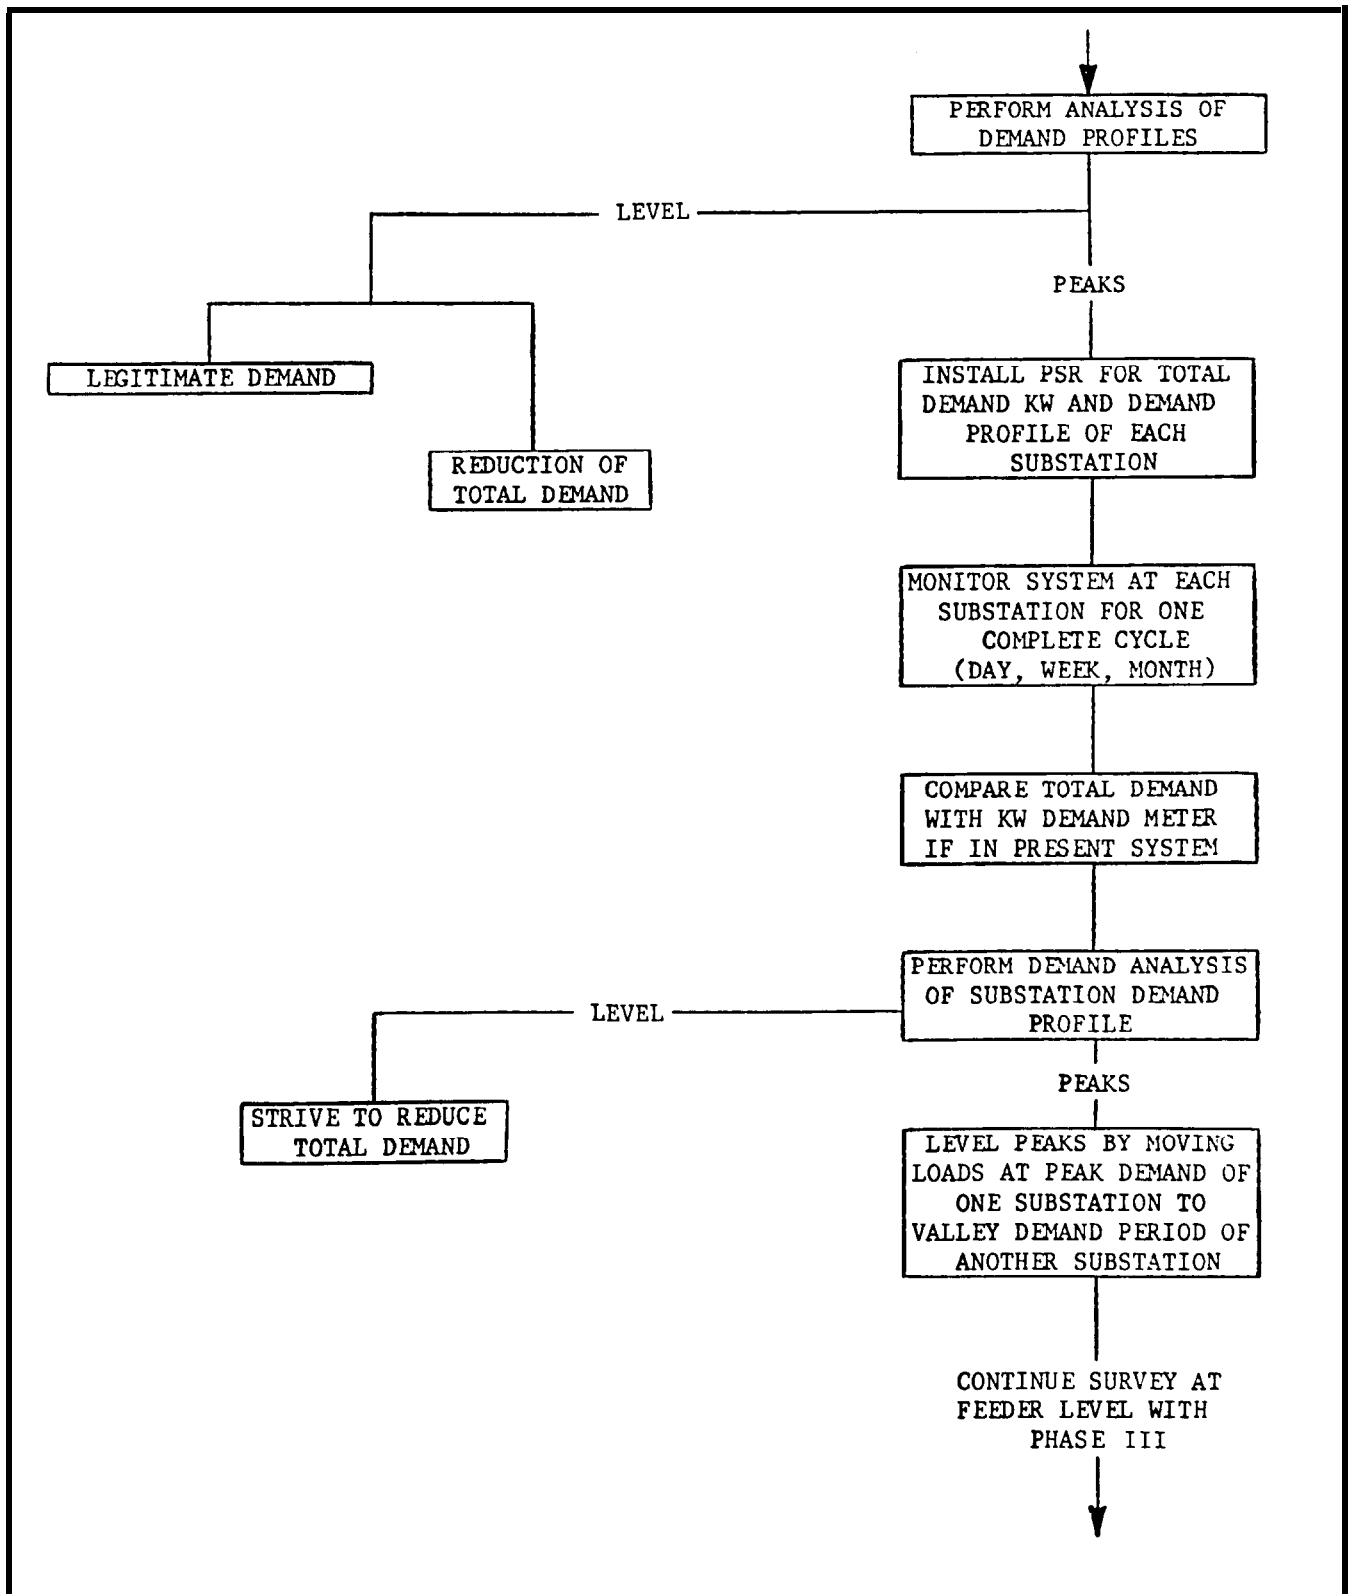 PERFORM ANALYSIS OF
DEMAND PROFILES
LEVEL
PEAKS
LEGITIMATE DEMAND
REDUCTION OF
TOTAL DEMAND
INSTALL PSR FOR TOTAL
DEMAND KW AND DEMAND
PROFILE OF EACH
SUBSTATION
MONITOR SYSTEM AT EACH
SUBSTATION FOR ONE
COMPLETE CYCLE
(DAY, WEEK, MONTH)
COMPARE TOTAL DEMAND
WITH KW DEMAND METER
IF IN PRESENT SYSTEM
PERFORM DEMAND ANALYSIS
OF SUBSTATION DEMAND
PROFILE
LEVEL
PEAKS
STRIVE TO REDUCE
TOTAL DEMAND
LEVEL PEAKS BY MOVING
LOADS AT PEAK DEMAND OF
ONE SUBSTATION TO
VALLEY DEMAND PERIOD OF
ANOTHER SUBSTATION
CONTINUE SURVEY AT
FEEDER LEVEL WITH
PHASE III